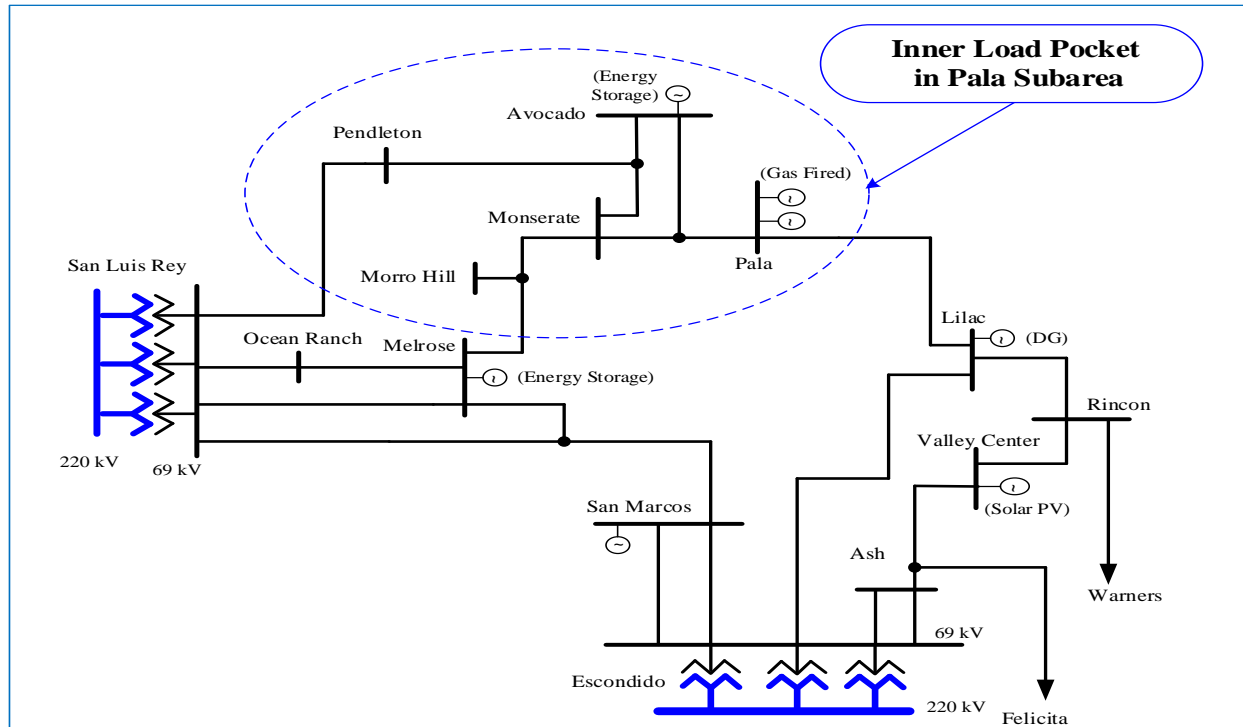 Inner Load Pocket
in Pala Subarea
(Energy
Storage)
Avocado
Pendleton
(Gas Fired)
Monserate
Pala
San Luis Rey
Morro Hill
Ocean Ranch
Melrose
Lilac
(DG)
(Energy Storage)
Rincon
Valley Center
220 kV
69 kV
San Marcos
(Solar PV)
Ash
Warners
69 kV
Escondido
220 kV
Felicita